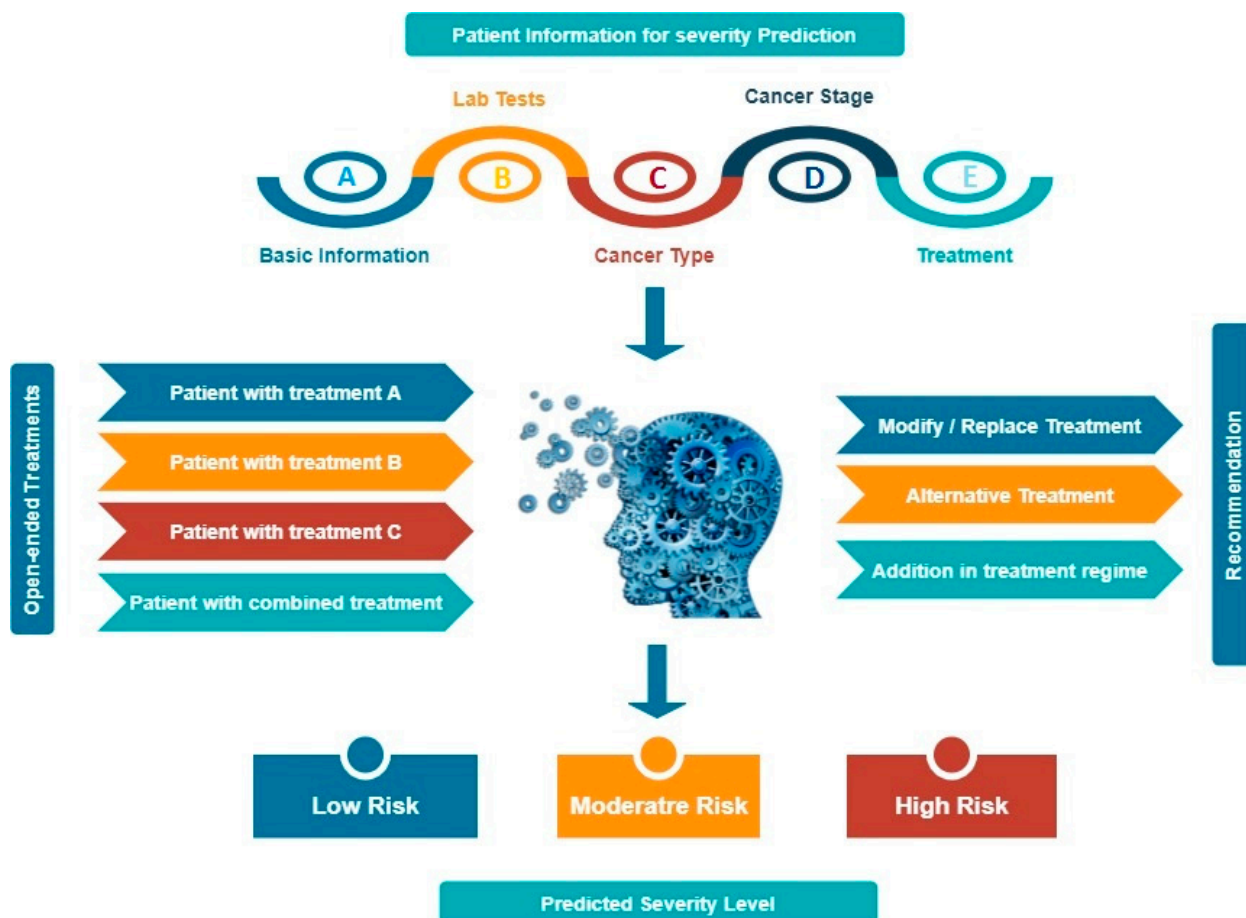 Patient Information for severity Prediction
Lab Tests
Cancer Stage
A
B
C
D
E
Basic Information
Cancer Type
Treatment
Open-ended Treatments
Patient with treatment A
Patient with treatment B
Patient with treatment C
Patient with combined treatment
Modify / Replace Treatment
Alternative Treatment
Addition in treatment regime
Recommendation
Low Risk
Moderatre Risk
High Risk
Predicted Severity Level